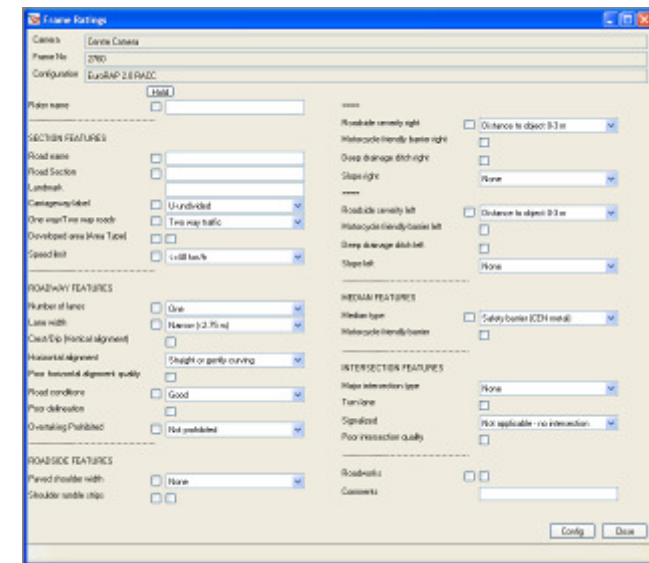 Frame Ratings
Camera Centre Camera
Frame No 2760
Configuration EuroRAP 2.0 RADC
Hold
Rater name
SECTION FEATURES
Road name
Road Section
Landmark
Carriageway label U-undivided
One way/Two way roads Two way traffic
Developed area (Area Type)
Speed limit <=60 km/h
ROADWAY FEATURES
Number of lanes One
Lane width Narrow (<2.75 m)
Crest/Dip (Vertical alignment)
Horizontal alignment Straight or gently curving
Poor horizontal alignment quality
Road conditions Good
Poor delineation
Overtaking Prohibited Not prohibited
ROADSIDE FEATURES
Paved shoulder width None
Shoulder rumble strips
Roadside severity right Distance to object 0-3 m
Motorcycle friendly barrier right
Deep drainage ditch right
Slope right None
Roadside severity left Distance to object 0-3 m
Motorcycle friendly barrier left
Deep drainage ditch left
Slope left None
MEDIAN FEATURES
Median type Safety barrier (CEN metal)
Motorcycle friendly barrier
INTERSECTION FEATURES
Major intersection type None
Turn lane
Signalized Not applicable - no intersection
Poor intersection quality
Roadworks
Comments
Config Close